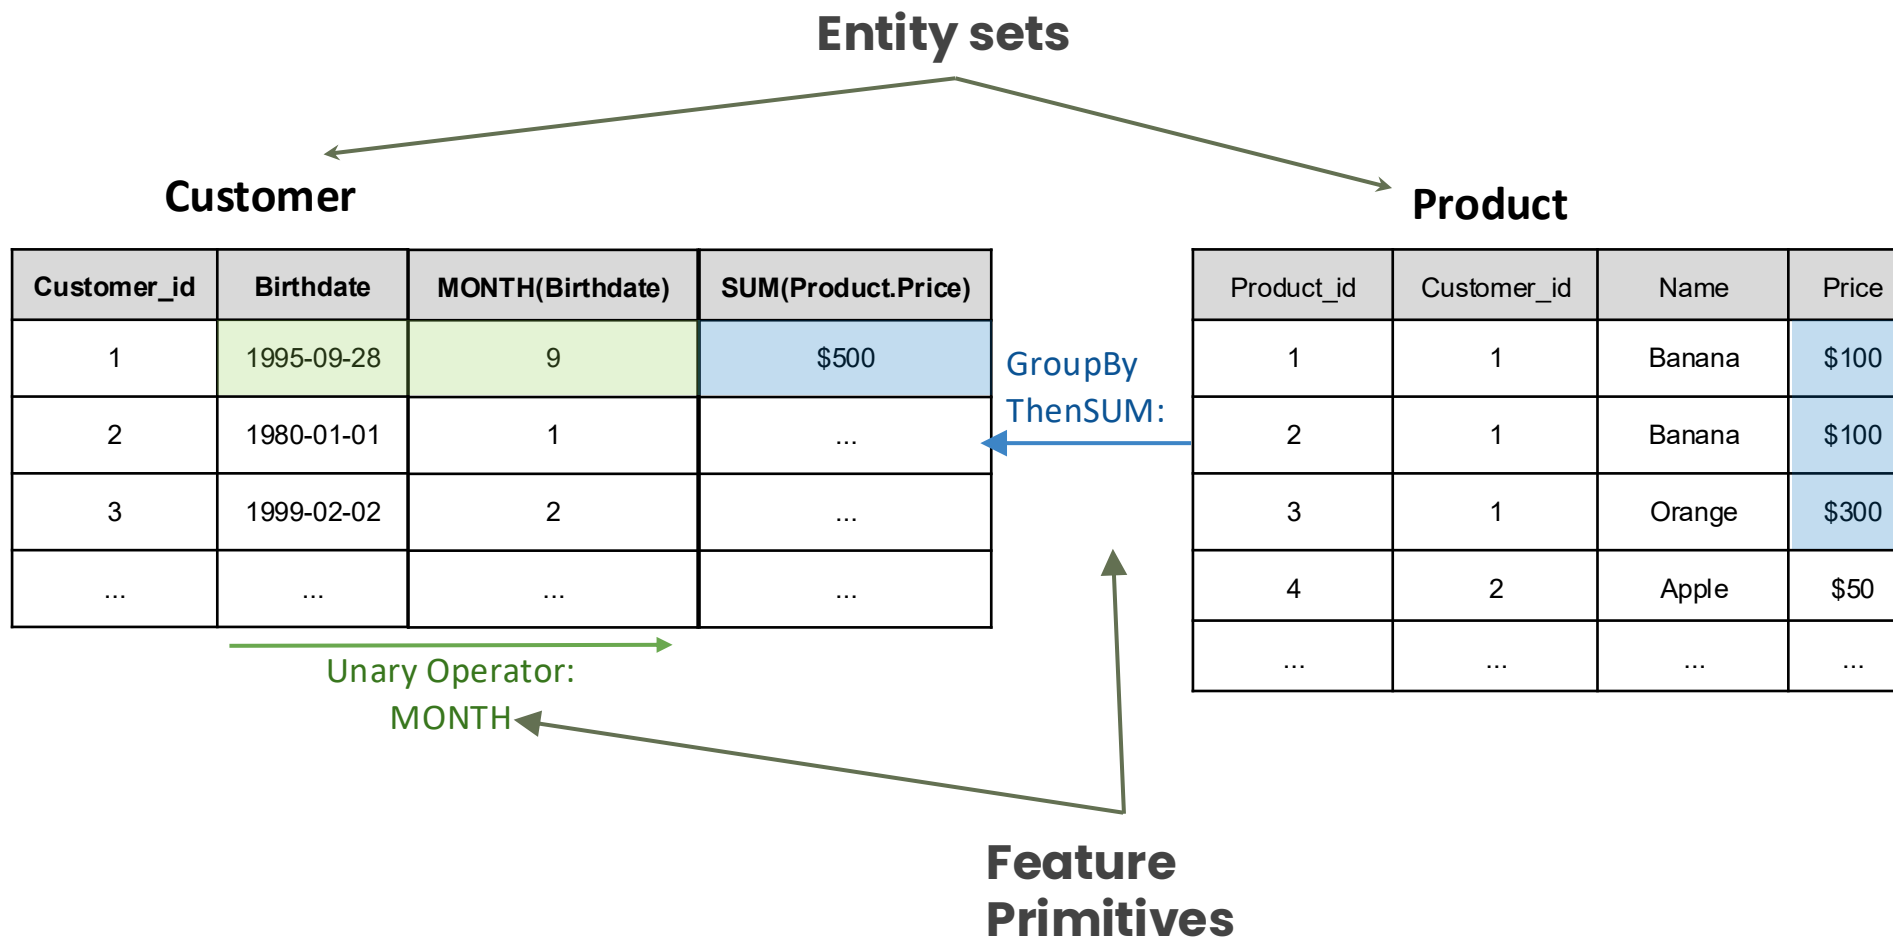 Entity sets
Customer
Product
Customer_id Birthdate MONTH(Birthdate) SUM(Product.Price)
1 1995-09-28 9 $500
2 1980-01-01 1 ...
3 1999-02-02 2 ...
... ... ... ...
Unary Operator:
MONTH
GroupBy
ThenSUM:
Product_id Customer_id Name Price
1 1 Banana $100
2 1 Banana $100
3 1 Orange $300
4 2 Apple $50
... ... ... ...
Feature
Primitives